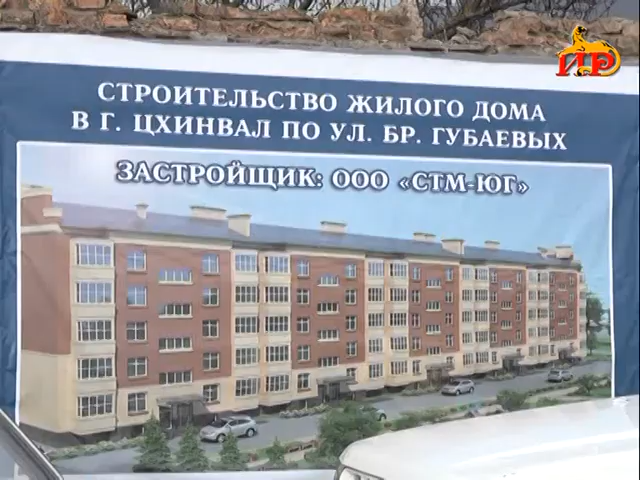 ИР
СТРОИТЕЛЬСТВО ЖИЛОГО ДОМА
В Г. ЦХИНВАЛ ПО УЛ. БР. ГУБАЕВЫХ
ЗАСТРОЙЩИК: ООО «СТМ-ЮГ»